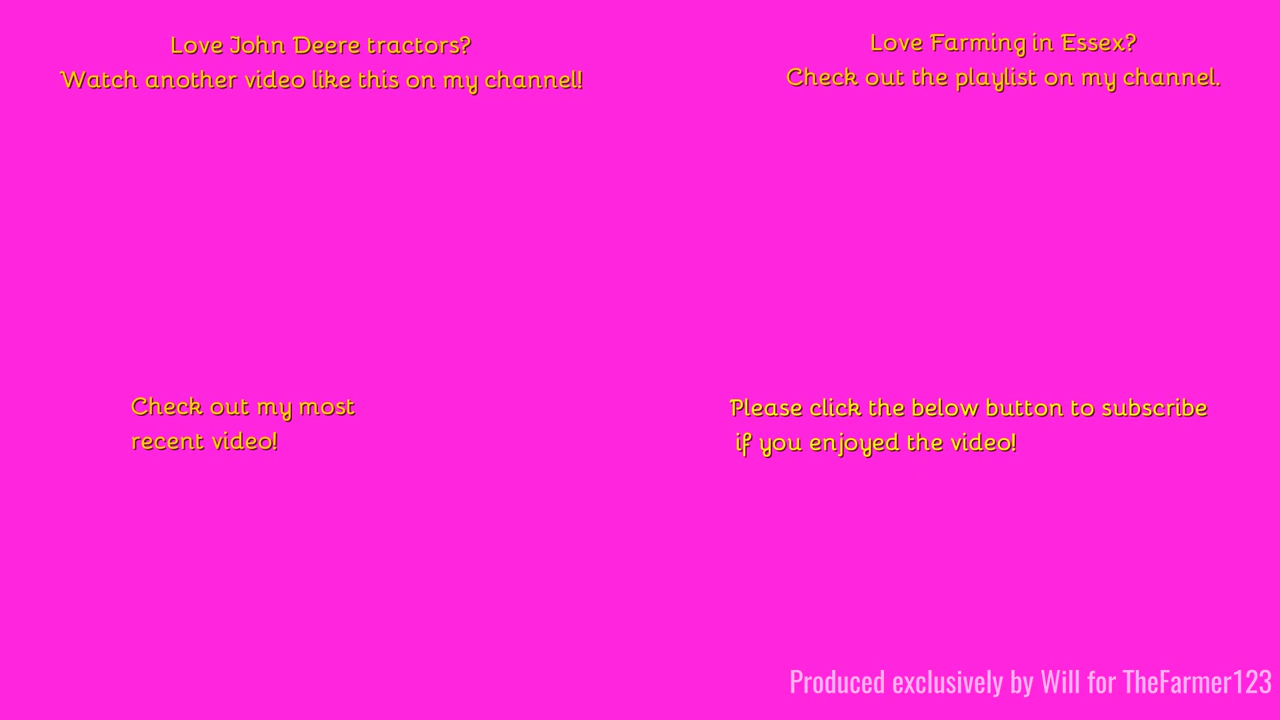 Love John Deere tractors?
Watch another video like this on my channel!
Love Farming in Essex?
Check out the playlist on my channel.
Check out my most
recent video!
Please click the below button to subscribe
if you enjoyed the video!
Produced exclusively by Will for TheFarmer123